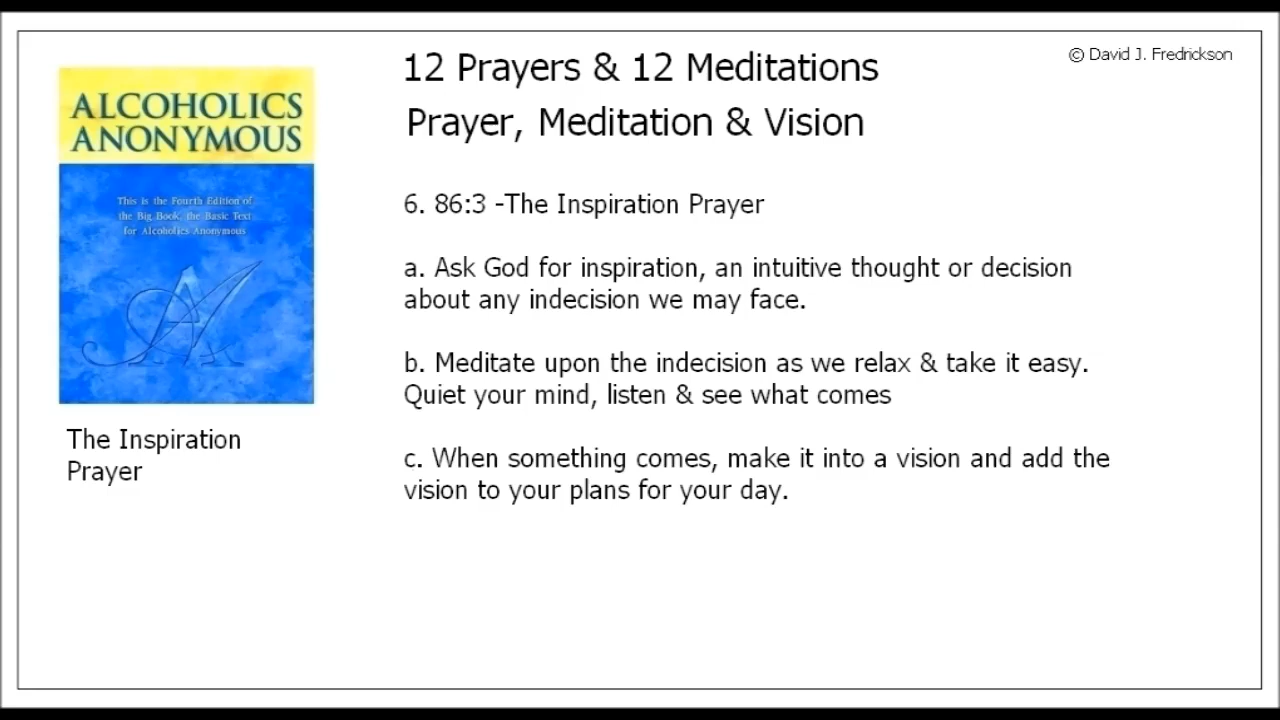 © David J. Fredrickson
12 Prayers & 12 Meditations
Prayer, Meditation & Vision
ALCOHOLICS
ANONYMOUS
This is the Fourth Edition of
the Big Book, the Basic Text
for Alcoholics Anonymous
AA
The Inspiration
Prayer
6. 86:3 -The Inspiration Prayer
a. Ask God for inspiration, an intuitive thought or decision
about any indecision we may face.
b. Meditate upon the indecision as we relax & take it easy.
Quiet your mind, listen & see what comes
c. When something comes, make it into a vision and add the
vision to your plans for your day.